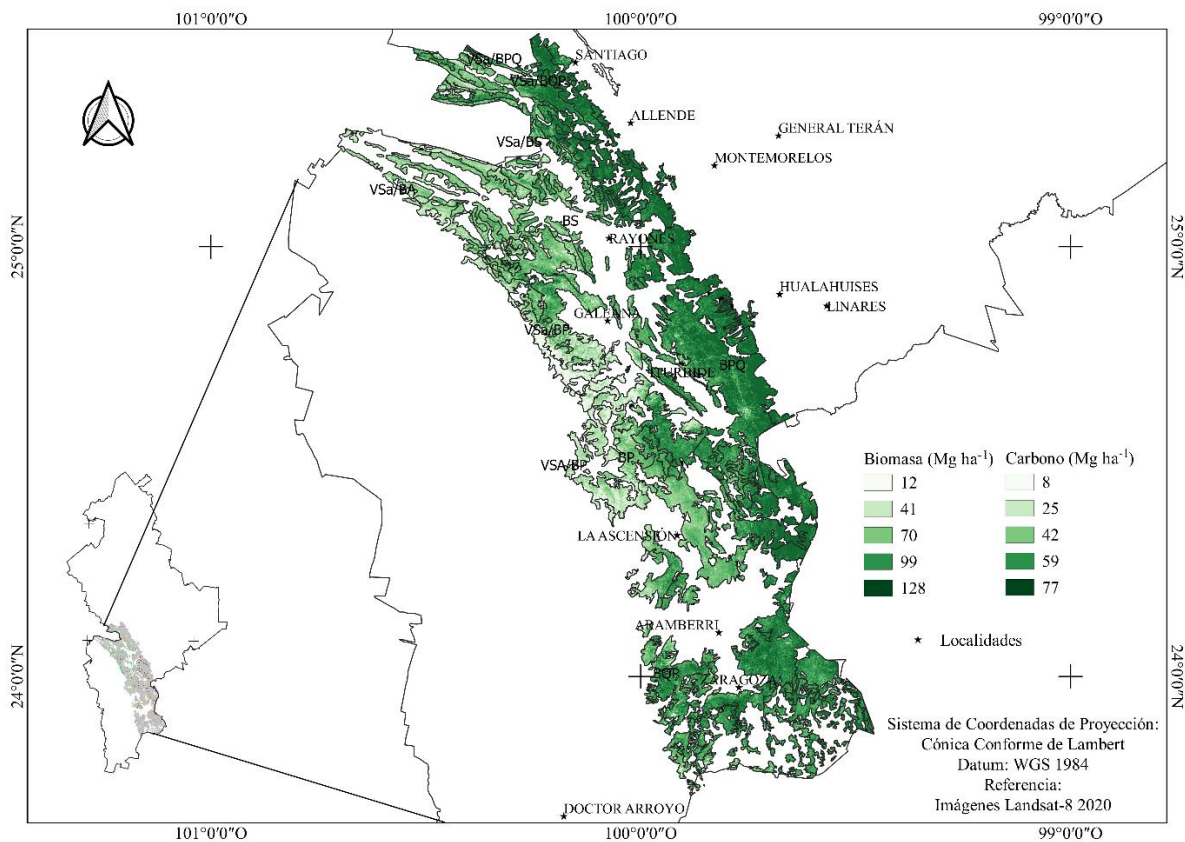 101°0'0"O
100°0'0"O
99°0'0"O
VSa/BPQ
SANTIAGO
VSa/BQP
ALLENDE
GENERAL TERÁN
VSa/BS
MONTEMORELOS
VSa/BA
BS
RAYONES
25°0'0"N
25°0'0"N
HUALAHUISES
LINARES
GALEANA
VSa/BP
ITURBIDE
BPQ
BP
VSA/BP
Biomasa (Mg ha-1)
Carbono (Mg ha-1)
12
8
41
25
70
42
99
59
128
77
LA ASCENSIÓN
ARAMBERRI
Localidades
24°0'0"N
BQP
ZARAGOZA
24°0'0"N
Sistema de Coordenadas de Proyección:
Cónica Conforme de Lambert
Datum: WGS 1984
Referencia:
Imágenes Landsat-8 2020
DOCTOR ARROYO
101°0'0"O
100°0'0"O
99°0'0"O